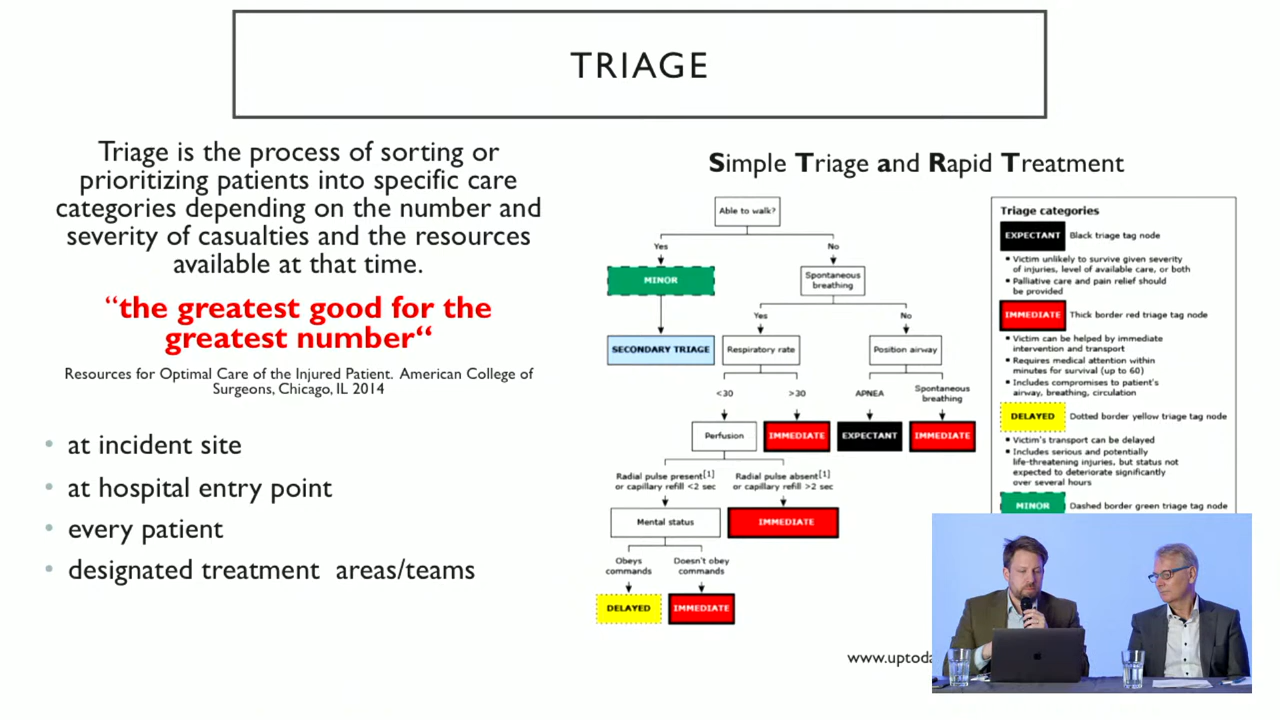 TRIAGE
Triage is the process of sorting or
prioritizing patients into specific care
categories depending on the number and
severity of casualties and the resources
available at that time.
“the greatest good for the
greatest number“
Resources for Optimal Care of the Injured Patient. American College of
Surgeons, Chicago, IL 2014
• at incident site
• at hospital entry point
• every patient
• designated treatment areas/teams
Simple Triage and Rapid Treatment
Able to walk?
Yes
No
MINOR
Spontaneous
breathing
Yes
No
SECONDARY TRIAGE
Respiratory rate
Position airway
<30
>30
APNEA
Spontaneous
breathing
Perfusion
IMMEDIATE
EXPECTANT
IMMEDIATE
Radial pulse present[1]
or capillary refill <2 sec
Radial pulse absent[1]
or capillary refill >2 sec
Mental status
IMMEDIATE
Obeys
commands
Doesn't obey
commands
DELAYED
IMMEDIATE
Triage categories
EXPECTANT Black triage tag node
• Victim unlikely to survive given severity
of injuries, level of available care, or both
• Palliative care and pain relief should
be provided
IMMEDIATE Thick border red triage tag node
• Victim can be helped by immediate
intervention and transport
• Requires medical attention within
minutes for survival (up to 60)
• Includes compromises to patient's
airway, breathing, circulation
DELAYED Dotted border yellow triage tag node
• Victim's transport can be delayed
• Includes serious and potentially
life-threatening injuries, but status not
expected to deteriorate significantly
over several hours
MINOR Dashed border green triage tag node